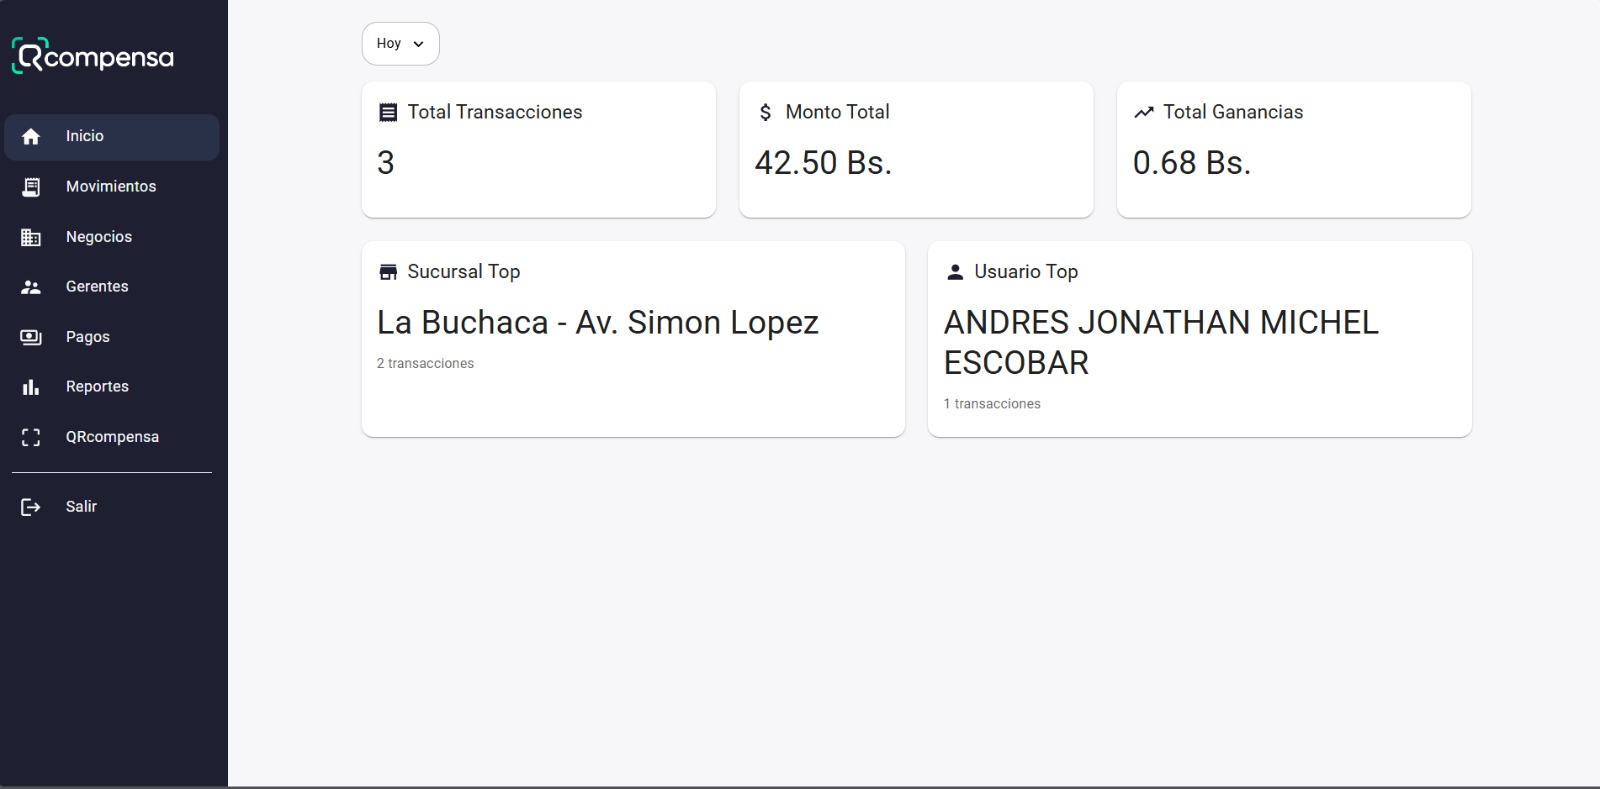 Rcompensa
Inicio
Movimientos
Negocios
Gerentes
Pagos
Reportes
QRcompensa
Salir
Hoy
Total Transacciones
3
$ Monto Total
42.50 Bs.
Total Ganancias
0.68 Bs.
Sucursal Top
La Buchaca - Av. Simon Lopez
2 transacciones
Usuario Top
ANDRES JONATHAN MICHEL
ESCOBAR
1 transacciones